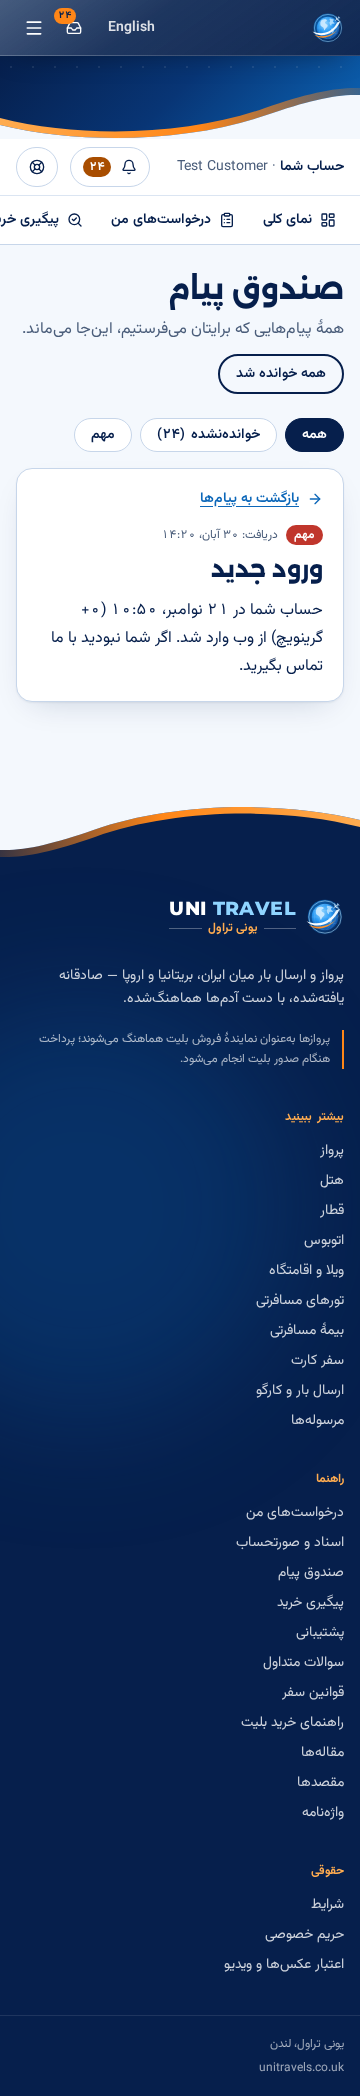 English
۲۴
حساب شما · Test Customer
۲۴
نمای کلی
درخواست‌های من
پیگیری خر
صندوق پیام
همهٔ پیام‌هایی که برایتان می‌فرستیم، این‌جا می‌ماند.
همه خوانده شد
همه
خوانده‌نشده (۲۴)
مهم
بازگشت به پیام‌ها
مهم
دریافت: ۳۰ آبان، ۱۴:۲۰
ورود جدید
حساب شما در ۲۱ نوامبر، ۱۰:۵۰ (۰+
گرینویچ) از وب وارد شد. اگر شما نبودید با ما
تماس بگیرید.
UNI TRAVEL
یونی تراول
پرواز و ارسال بار میان ایران، بریتانیا و اروپا — صادقانه
یافته‌شده، با دست آدم‌ها هماهنگ‌شده.
پروازها به‌عنوان نمایندهٔ فروش بلیت هماهنگ می‌شوند؛ پرداخت
هنگام صدور بلیت انجام می‌شود.
بیشتر ببینید
پرواز
هتل
قطار
اتوبوس
ویلا و اقامتگاه
تورهای مسافرتی
بیمهٔ مسافرتی
سفر کارت
ارسال بار و کارگو
مرسوله‌ها
راهنما
درخواست‌های من
اسناد و صورتحساب
صندوق پیام
پیگیری خرید
پشتیبانی
سوالات متداول
قوانین سفر
راهنمای خرید بلیت
مقاله‌ها
مقصدها
واژه‌نامه
حقوقی
شرایط
حریم خصوصی
اعتبار عکس‌ها و ویدیو
یونی تراول، لندن
unitravels.co.uk